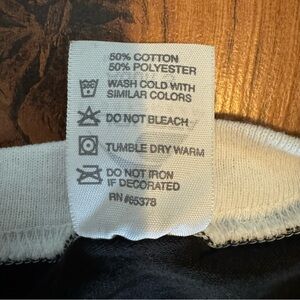 50% COTTON
50% POLYESTER
WASH COLD WITH
SIMILAR COLORS
DO NOT BLEACH
TUMBLE DRY WARM
DO NOT IRON
IF DECORATED
RN #65378